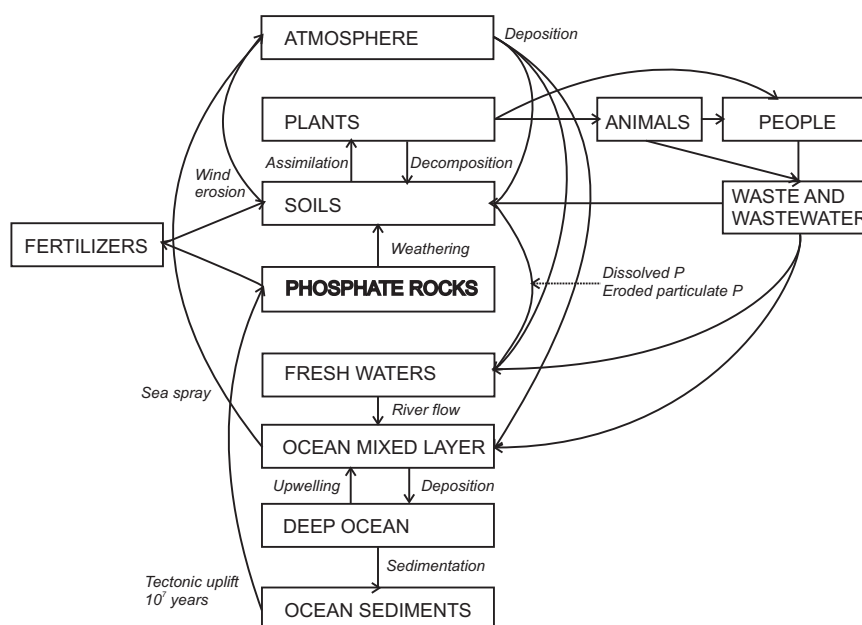 ATMOSPHERE
Deposition
PLANTS
ANIMALS
PEOPLE
Assimilation
Decomposition
Wind
erosion
SOILS
WASTE AND
WASTEWATER
FERTILIZERS
Weathering
PHOSPHATE ROCKS
Dissolved P
Eroded particulate P
FRESH WATERS
Sea spray
River flow
OCEAN MIXED LAYER
Upwelling
Deposition
DEEP OCEAN
Sedimentation
Tectonic uplift
10⁷ years
OCEAN SEDIMENTS